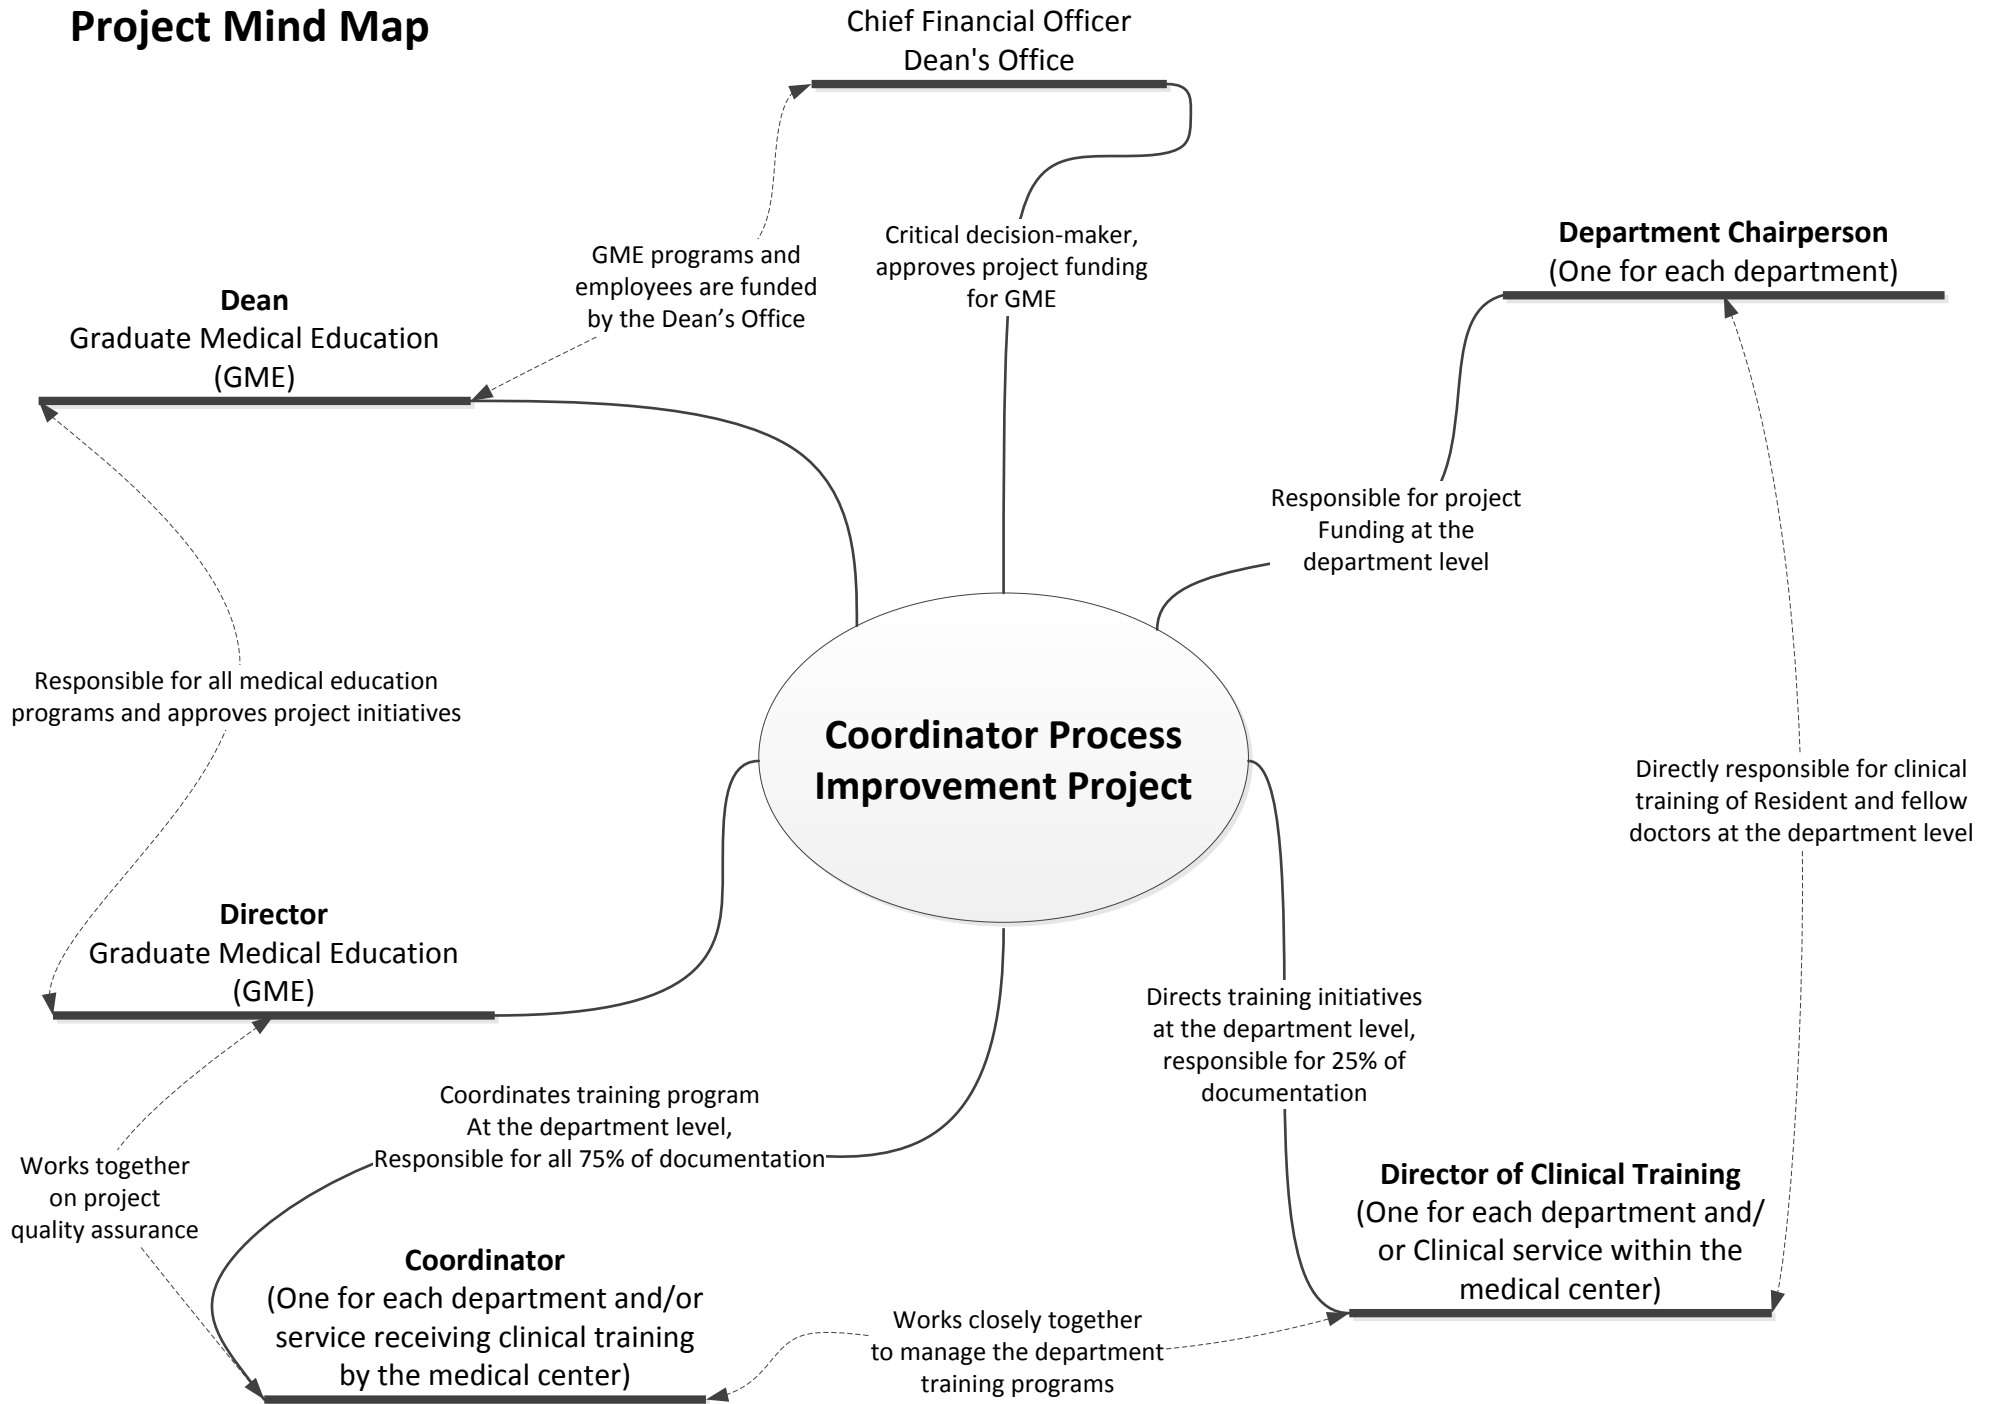 Project Mind Map
Chief Financial Officer
Dean's Office
Critical decision-maker,
approves project funding
for GME
GME programs and
employees are funded
by the Dean’s Office
Department Chairperson
(One for each department)
Dean
Graduate Medical Education
(GME)
Responsible for project
Funding at the
department level
Responsible for all medical education
programs and approves project initiatives
Coordinator Process
Improvement Project
Directly responsible for clinical
training of Resident and fellow
doctors at the department level
Director
Graduate Medical Education
(GME)
Directs training initiatives
at the department level,
responsible for 25% of
documentation
Coordinates training program
At the department level,
Responsible for all 75% of documentation
Works together
on project
quality assurance
Director of Clinical Training
(One for each department and/
or Clinical service within the
medical center)
Coordinator
(One for each department and/or
service receiving clinical training
by the medical center)
Works closely together
to manage the department
training programs